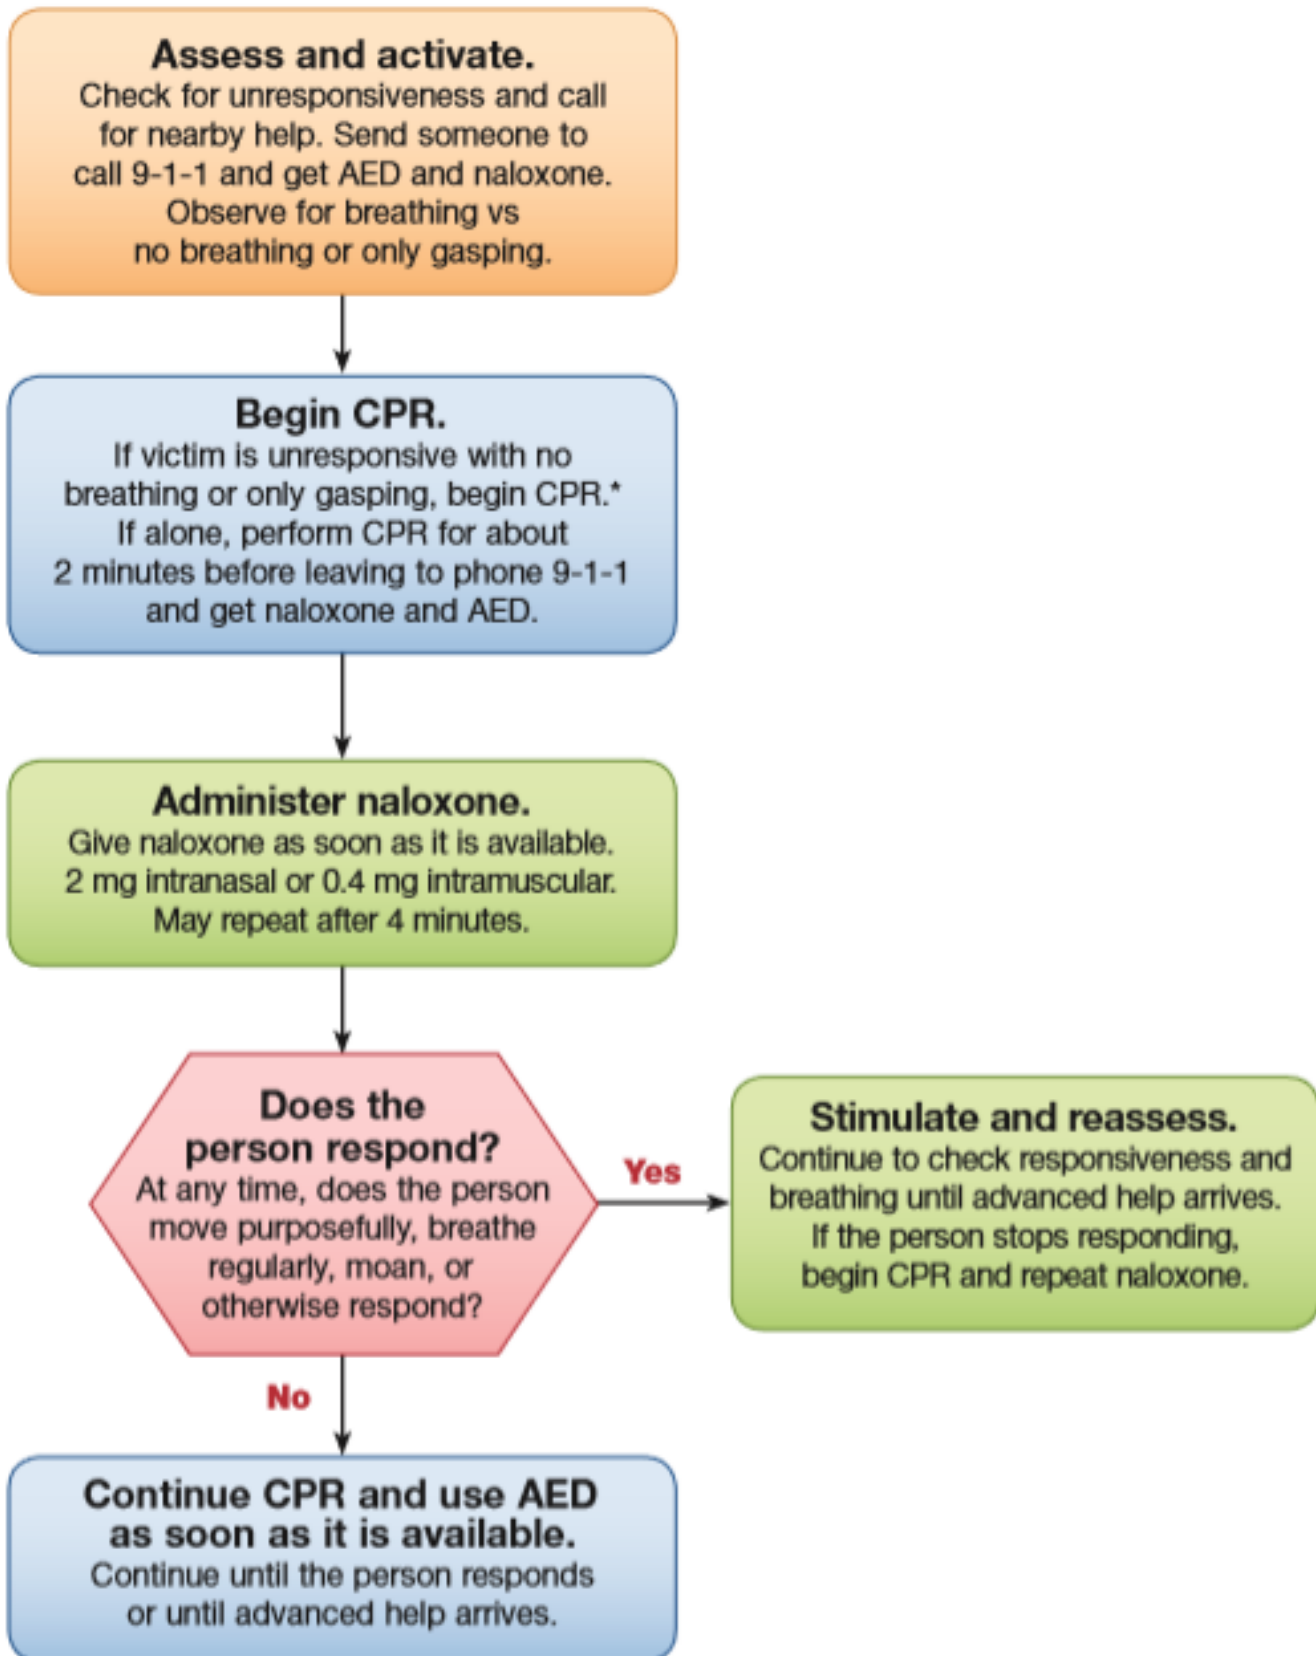 Assess and activate.
Check for unresponsiveness and call
for nearby help. Send someone to
call 9-1-1 and get AED and naloxone.
Observe for breathing vs
no breathing or only gasping.
Begin CPR.
If victim is unresponsive with no
breathing or only gasping, begin CPR.*
If alone, perform CPR for about
2 minutes before leaving to phone 9-1-1
and get naloxone and AED.
Administer naloxone.
Give naloxone as soon as it is available.
2 mg intranasal or 0.4 mg intramuscular.
May repeat after 4 minutes.
Does the
person respond?
At any time, does the person
move purposefully, breathe
regularly, moan, or
otherwise respond?
Yes
Stimulate and reassess.
Continue to check responsiveness and
breathing until advanced help arrives.
If the person stops responding,
begin CPR and repeat naloxone.
No
Continue CPR and use AED
as soon as it is available.
Continue until the person responds
or until advanced help arrives.